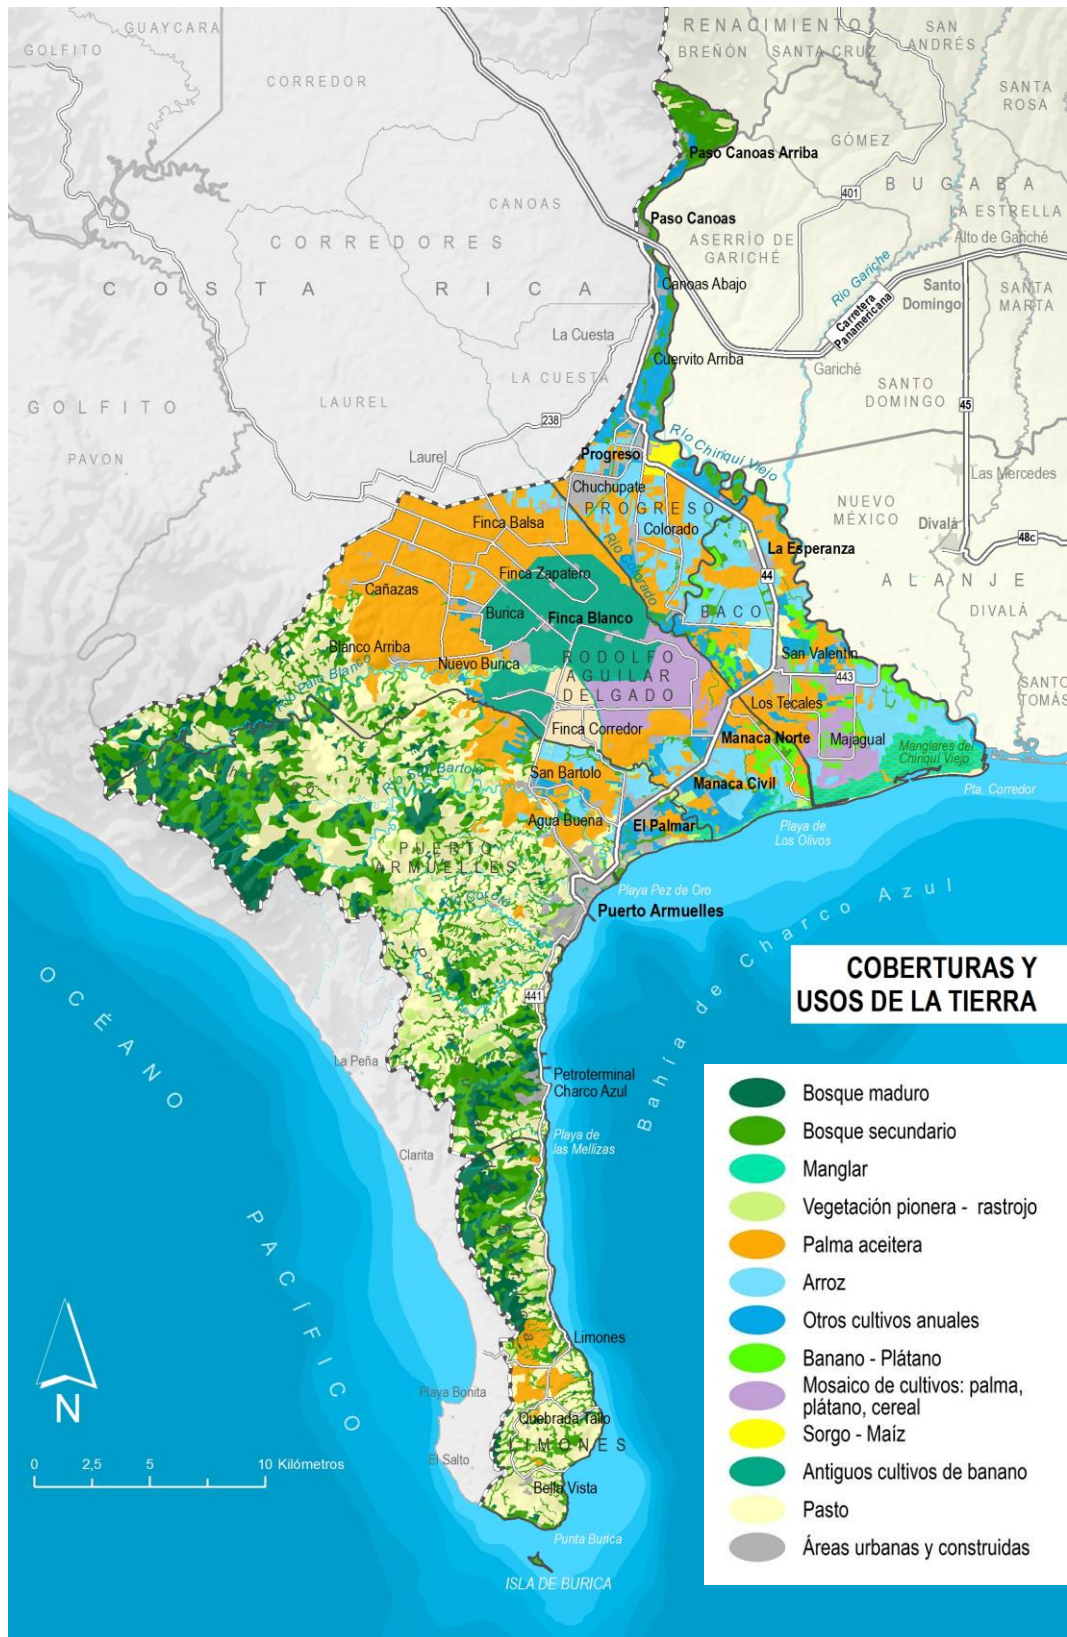 GUAYCARA
GOLFITO
CORREDOR
RENACIMIENTO
BREÑÓN
SANTA CRUZ
SAN
ANDRÉS
SANTA
ROSA
GÓMEZ
Paso Canoas Arriba
401
BUGABA
LA ESTRELLA
CANOAS
Paso Canoas
ASERRÍO DE
GARICHÉ
Alto de Gariché
CORREDORES
COSTA RICA
Canoas Abajo
Río Gariche
Carretera
Panamericana
Santo
Domingo
SANTA
MARTA
La Cuesta
Cuervito Arriba
Gariché
LA CUESTA
SANTO
DOMINGO
45
GOLFITO
LAUREL
238
PAVON
Laurel
Progreso
Río Chiriquí Viejo
Las Mercedes
Chuchupate
PROGRESO
NUEVO
MÉXICO
Divalá
Finca Balsa
Colorado
La Esperanza
48c
Río Colorado
44
ALANJE
Finca Zapatero
Cañazas
Burica
Finca Blanco
BACO
DIVALÁ
Blanco Arriba
Nuevo Burica
RODOLFO
AGUILAR
DELGADO
San Valentín
443
Río Palo Blanco
SANTO
TOMÁS
Los Tecales
Finca Corredor
Manaca Norte
Majagual
Manglares del
Chiriquí Viejo
Río San Bartolo
San Bartolo
Manaca Civil
Pta. Corredor
Agua Buena
El Palmar
Playa de
Los Olivos
PUERTO
ARMUELLES
Playa Pez de Oro
Puerto Armuelles
Bahía de Charco Azul
COBERTURAS Y
USOS DE LA TIERRA
441
OCÉANO PACÍFICO
La Peña
Petroterminal
Charco Azul
Playa de
las Mellizas
Clarita
Limones
Playa Bonita
Quebrada Tallo
LIMONES
El Salto
Bella Vista
Punta Burica
ISLA DE BURICA
N
0 2,5 5 10 Kilómetros
Bosque maduro
Bosque secundario
Manglar
Vegetación pionera - rastrojo
Palma aceitera
Arroz
Otros cultivos anuales
Banano - Plátano
Mosaico de cultivos: palma,
plátano, cereal
Sorgo - Maíz
Antiguos cultivos de banano
Pasto
Áreas urbanas y construidas